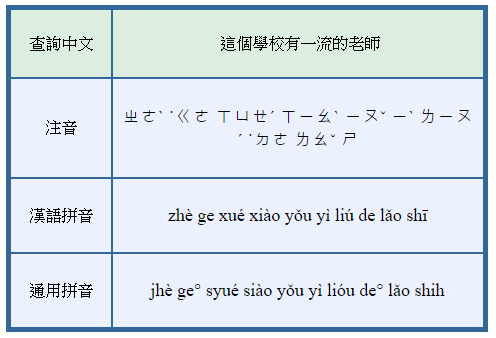 查詢中文 這個學校有一流的老師
注音 ㄓㄜˋ ˙ㄍㄜ ㄒㄩㄝˊ ㄒㄧㄠˋ ㄧㄡˇ ㄧˋ ㄌㄧㄡ
ˊ ˙ㄉㄜ ㄌㄠˇ ㄕ
漢語拼音 zhè ge xué xiào yǒu yì liú de lǎo shī
通用拼音 jhè ge° syué siào yǒu yì lióu de° lǎo shih